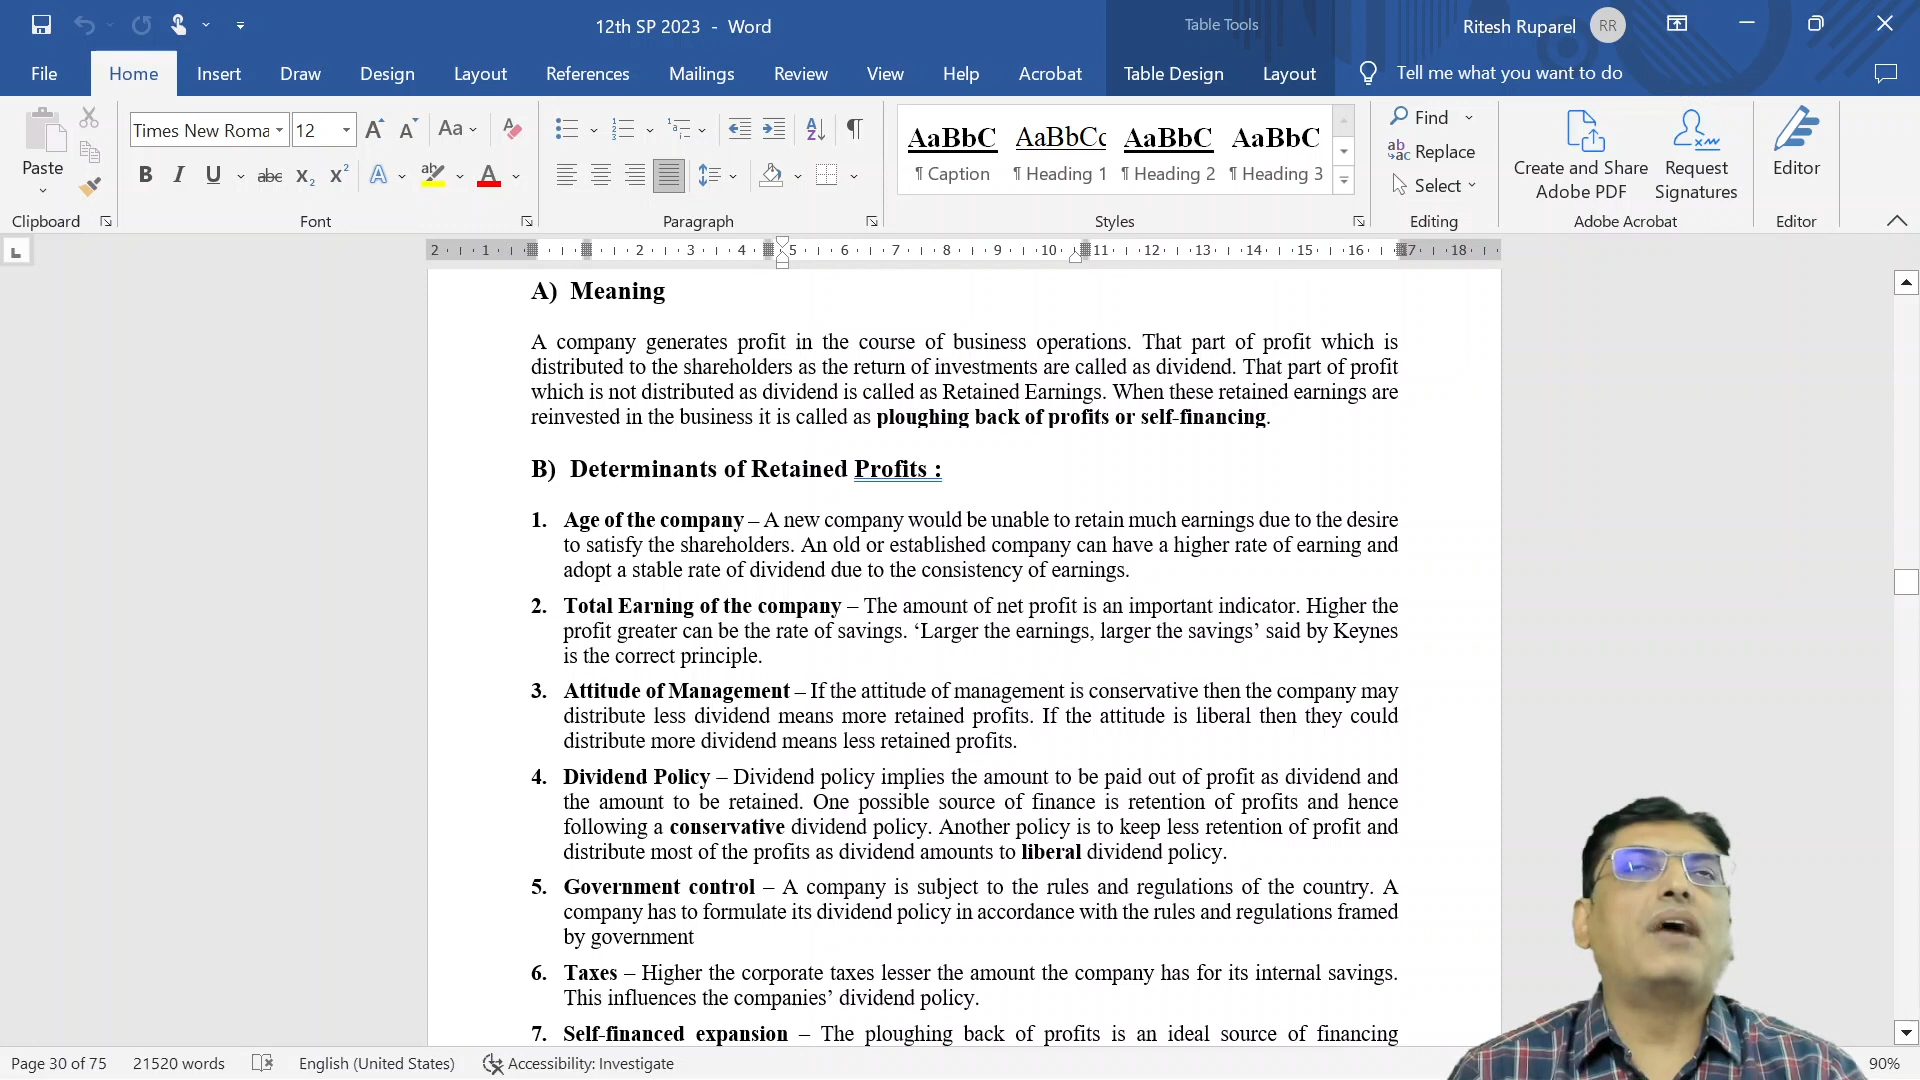 12th SP 2023 - Word
Table Tools
Ritesh Ruparel RR
File Home Insert Draw Design Layout References Mailings Review View Help Acrobat Table Design Layout Tell me what you want to do
Paste
Clipboard
Times New Roma 12
Font
Paragraph
AaBbC AaBbCc AaBbC AaBbC
¶ Caption ¶ Heading 1 ¶ Heading 2 ¶ Heading 3
Styles
Find
Replace
Select
Editing
Create and Share
Adobe PDF
Request
Signatures
Adobe Acrobat
Editor
Editor
2 1 2 3 4 5 6 7 8 9 10 11 12 13 14 15 16 17 18
A) Meaning
A company generates profit in the course of business operations. That part of profit which is
distributed to the shareholders as the return of investments are called as dividend. That part of profit
which is not distributed as dividend is called as Retained Earnings. When these retained earnings are
reinvested in the business it is called as ploughing back of profits or self-financing.
B) Determinants of Retained Profits :
1. Age of the company – A new company would be unable to retain much earnings due to the desire
to satisfy the shareholders. An old or established company can have a higher rate of earning and
adopt a stable rate of dividend due to the consistency of earnings.
2. Total Earning of the company – The amount of net profit is an important indicator. Higher the
profit greater can be the rate of savings. ‘Larger the earnings, larger the savings’ said by Keynes
is the correct principle.
3. Attitude of Management – If the attitude of management is conservative then the company may
distribute less dividend means more retained profits. If the attitude is liberal then they could
distribute more dividend means less retained profits.
4. Dividend Policy – Dividend policy implies the amount to be paid out of profit as dividend and
the amount to be retained. One possible source of finance is retention of profits and hence
following a conservative dividend policy. Another policy is to keep less retention of profit and
distribute most of the profits as dividend amounts to liberal dividend policy.
5. Government control – A company is subject to the rules and regulations of the country. A
company has to formulate its dividend policy in accordance with the rules and regulations framed
by government
6. Taxes – Higher the corporate taxes lesser the amount the company has for its internal savings.
This influences the companies’ dividend policy.
7. Self-financed expansion – The ploughing back of profits is an ideal source of financing
Page 30 of 75 21520 words English (United States) Accessibility: Investigate 90%